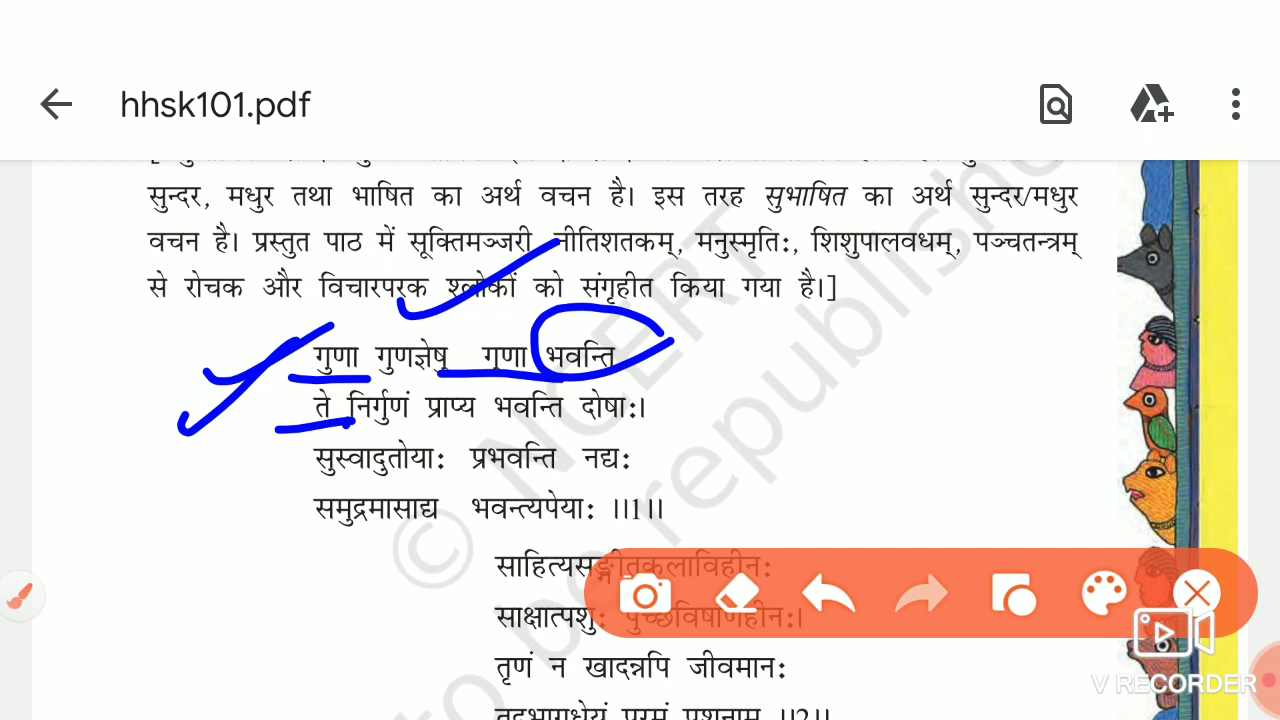 hhsk101.pdf
सुन्दर, मधुर तथा भाषित का अर्थ वचन है। इस तरह सुभाषित का अर्थ सुन्दर/मधुर
वचन है। प्रस्तुत पाठ में सूक्तिमञ्जरी नीतिशतकम्, मनुस्मृतिः, शिशुपालवधम्, पञ्चतन्त्रम्
से रोचक और विचारपरक श्लोकों को संगृहीत किया गया है।]
गुणा गुणज्ञेषु गुणा भवन्ति
ते निर्गुणं प्राप्य भवन्ति दोषाः।
सुस्वादुतोयाः प्रभवन्ति नद्यः
समुद्रमासाद्य भवन्त्यपेयाः ।।1।।
साहित्यसङ्गीतकलाविहीनः
साक्षात्पशुः पुच्छविषाणहीनः।
तृणं न खादन्नपि जीवमानः
© NCERT
V RECORDER